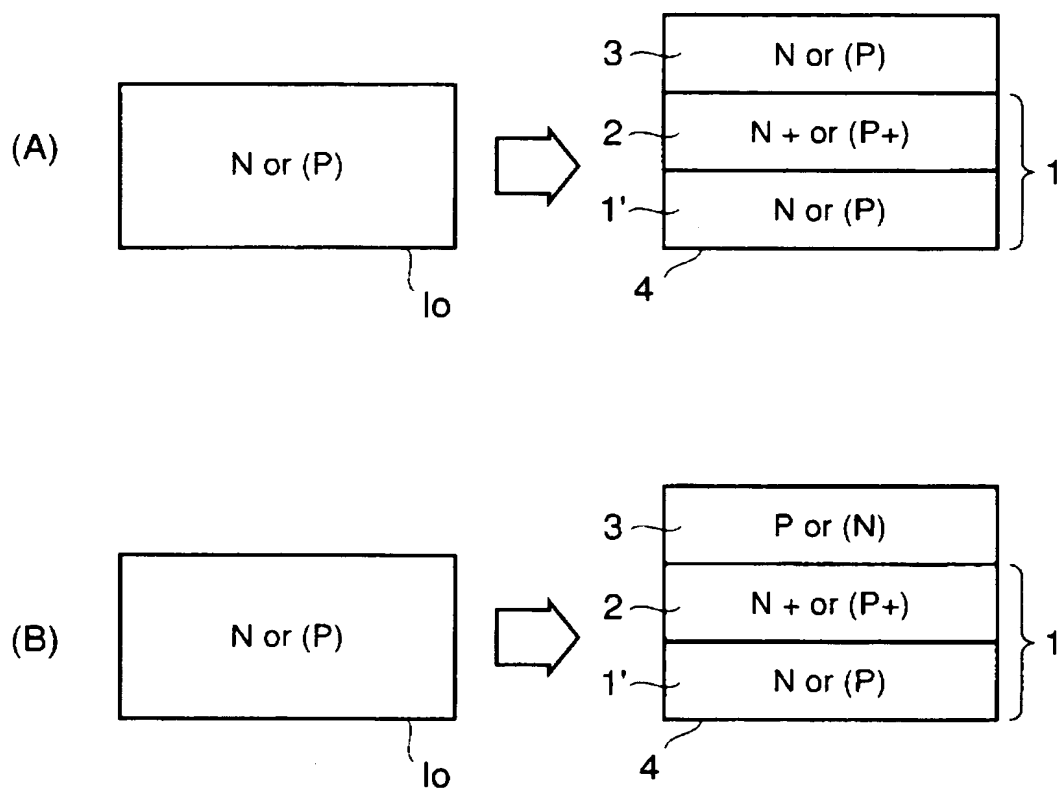 3
N or (P)
(A)
N or (P)
2
N + or (P+)
1
1'
N or (P)
4
lo
3
P or (N)
(B)
N or (P)
2
N + or (P+)
1
1'
N or (P)
4
lo